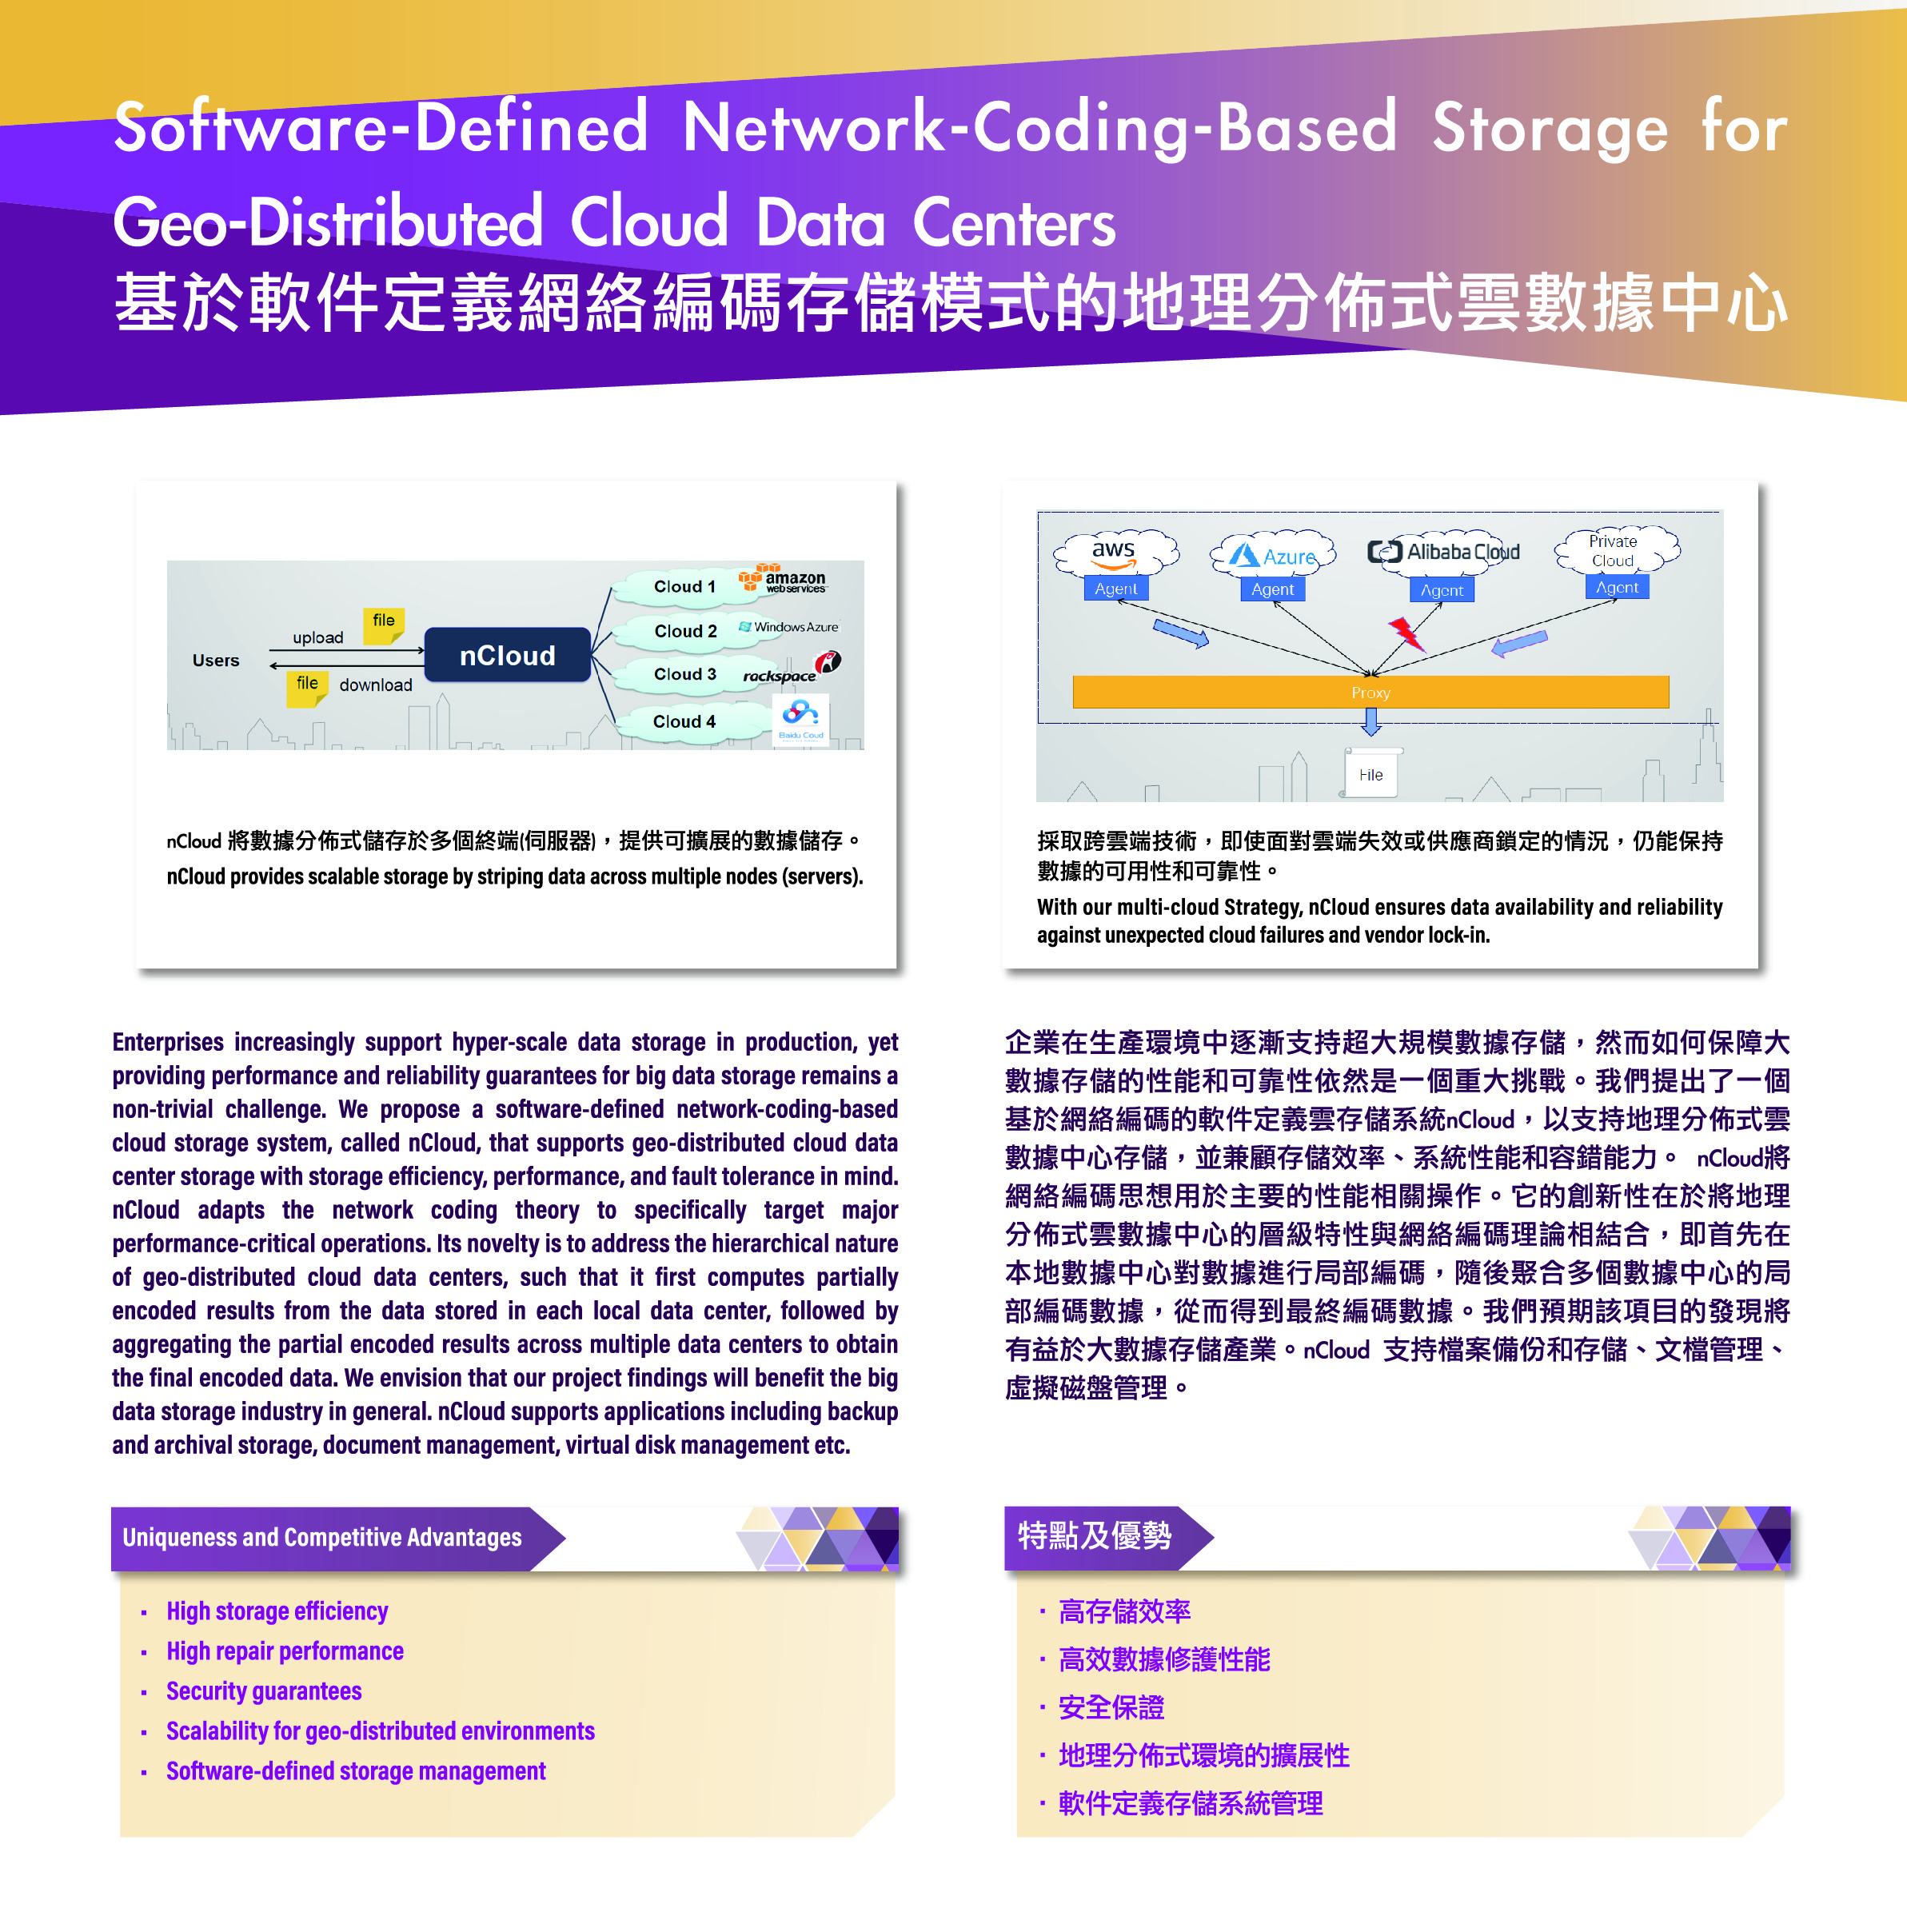 Software-Defined Network-Coding-Based Storage for
Geo-Distributed Cloud Data Centers
基於軟件定義網絡編碼存儲模式的地理分佈式雲數據中心
Users
upload
file
file
download
nCloud
Cloud 1
amazon
webservices™
Cloud 2
Windows Azure
Cloud 3
rackspace
Cloud 4
Baidu Cloud
nCloud 將數據分佈式儲存於多個終端(伺服器)，提供可擴展的數據儲存。
nCloud provides scalable storage by striping data across multiple nodes (servers).
aws
Azure
Alibaba Cloud
Private
Cloud
Agent
Agent
Agent
Agent
Proxy
File
採取跨雲端技術，即使面對雲端失效或供應商鎖定的情況，仍能保持
數據的可用性和可靠性。
With our multi-cloud Strategy, nCloud ensures data availability and reliability
against unexpected cloud failures and vendor lock-in.
Enterprises increasingly support hyper-scale data storage in production, yet
providing performance and reliability guarantees for big data storage remains a
non-trivial challenge. We propose a software-defined network-coding-based
cloud storage system, called nCloud, that supports geo-distributed cloud data
center storage with storage efficiency, performance, and fault tolerance in mind.
nCloud adapts the network coding theory to specifically target major
performance-critical operations. Its novelty is to address the hierarchical nature
of geo-distributed cloud data centers, such that it first computes partially
encoded results from the data stored in each local data center, followed by
aggregating the partial encoded results across multiple data centers to obtain
the final encoded data. We envision that our project findings will benefit the big
data storage industry in general. nCloud supports applications including backup
and archival storage, document management, virtual disk management etc.
企業在生產環境中逐漸支持超大規模數據存儲，然而如何保障大
數據存儲的性能和可靠性依然是一個重大挑戰。我們提出了一個
基於網絡編碼的軟件定義雲存儲系統nCloud，以支持地理分佈式雲
數據中心存儲，並兼顧存儲效率、系統性能和容錯能力。 nCloud將
網絡編碼思想用於主要的性能相關操作。它的創新性在於將地理
分佈式雲數據中心的層級特性與網絡編碼理論相結合，即首先在
本地數據中心對數據進行局部編碼，隨後聚合多個數據中心的局
部編碼數據，從而得到最終編碼數據。我們預期該項目的發現將
有益於大數據存儲產業。nCloud 支持檔案備份和存儲、文檔管理、
虛擬磁盤管理。
Uniqueness and Competitive Advantages
▪ High storage efficiency
▪ High repair performance
▪ Security guarantees
▪ Scalability for geo-distributed environments
▪ Software-defined storage management
特點及優勢
· 高存儲效率
· 高效數據修護性能
· 安全保證
· 地理分佈式環境的擴展性
· 軟件定義存儲系統管理